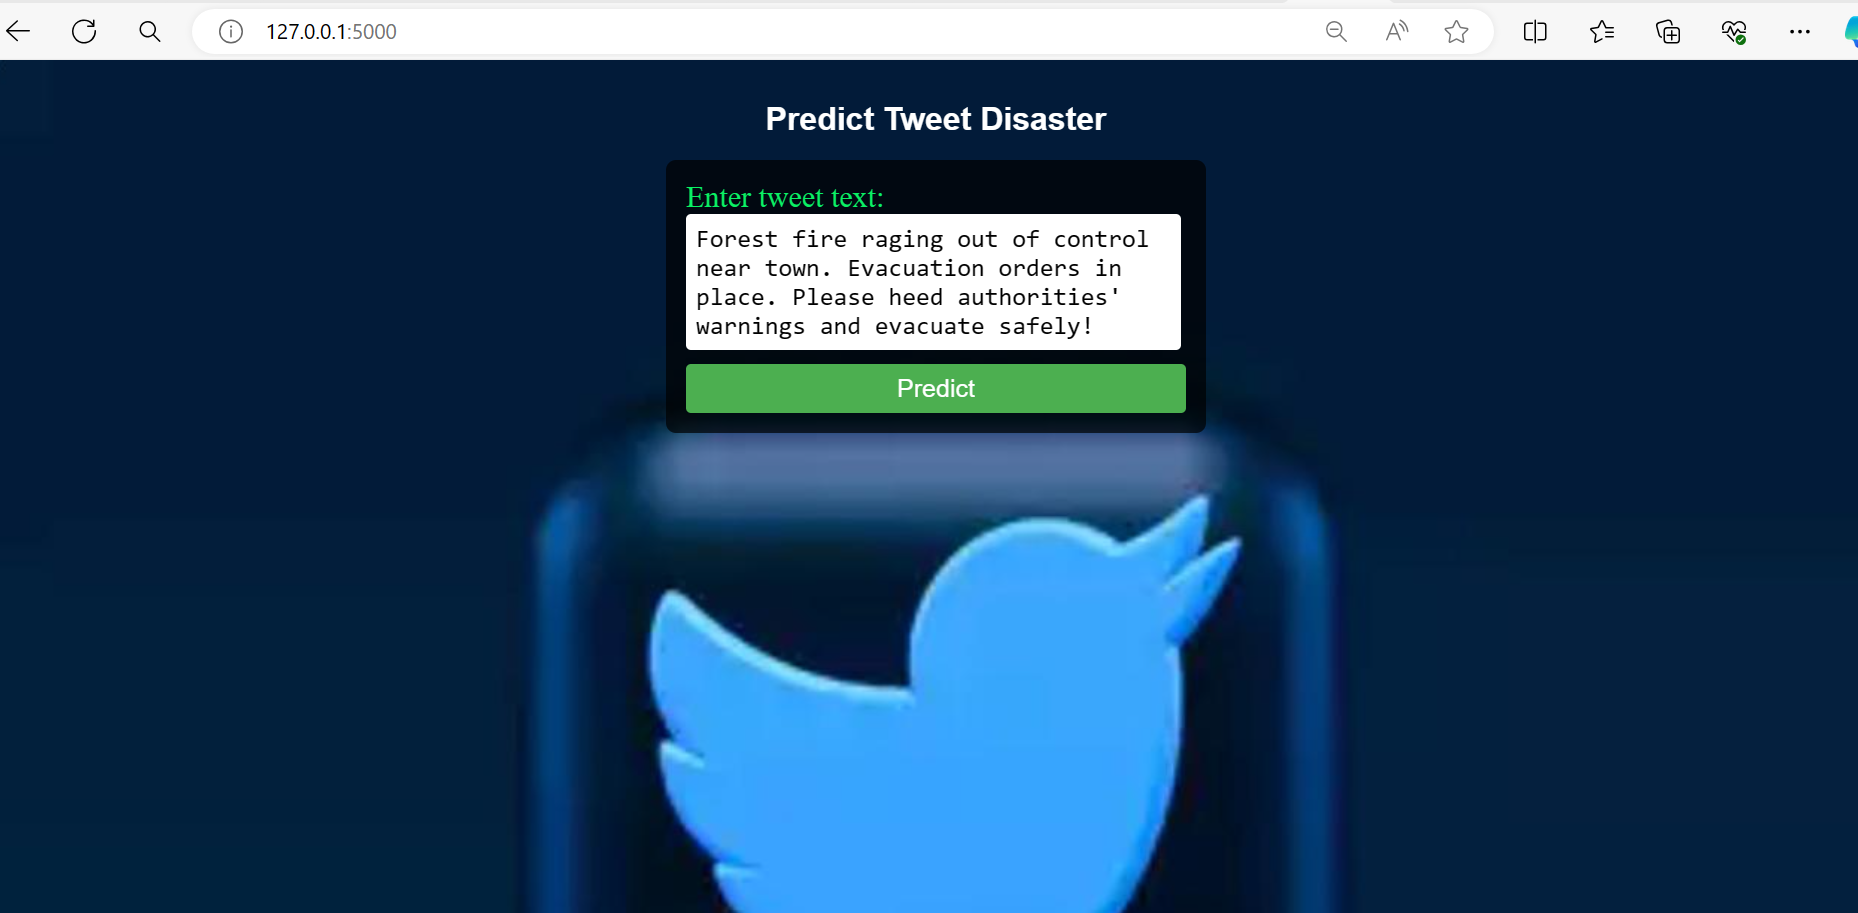 127.0.0.1:5000
Predict Tweet Disaster
Enter tweet text:
Forest fire raging out of control
near town. Evacuation orders in
place. Please heed authorities'
warnings and evacuate safely!
Predict